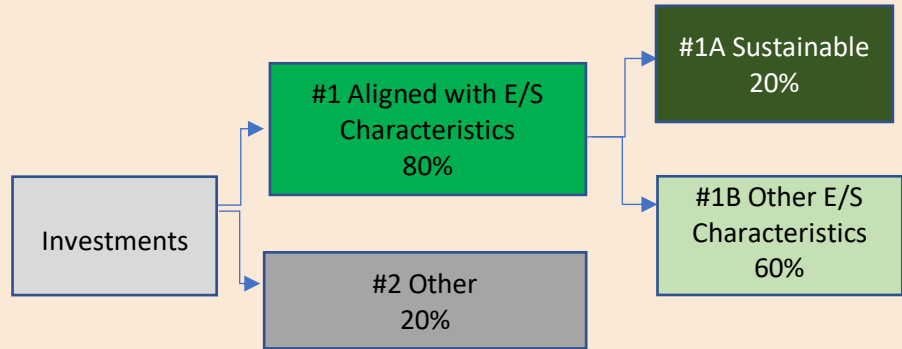 Investments
#1 Aligned with E/S
Characteristics
80%
#2 Other
20%
#1A Sustainable
20%
#1B Other E/S
Characteristics
60%